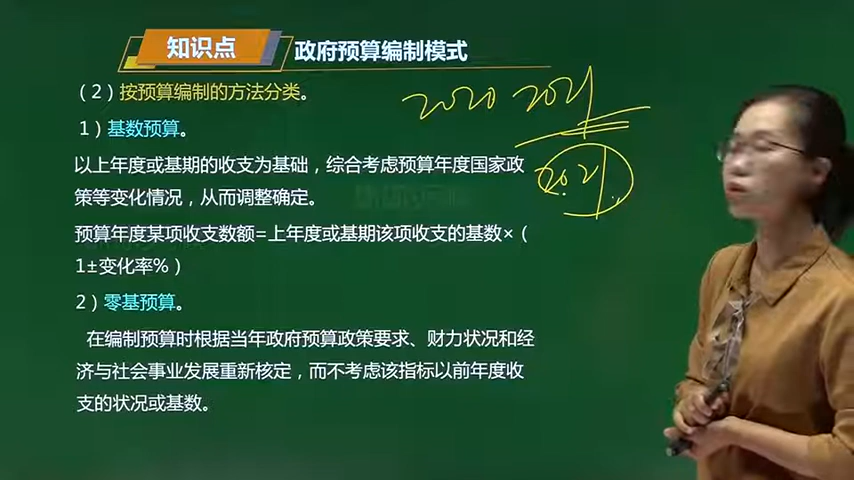 知识点 政府预算编制模式
2020 2021
（2）按预算编制的方法分类。
1）基数预算。
2021
以上年度或基期的收支为基础，综合考虑预算年度国家政
策等变化情况，从而调整确定。
预算年度某项收支数额=上年度或基期该项收支的基数×（
1±变化率%）
2）零基预算。
在编制预算时根据当年政府预算政策要求、财力状况和经
济与社会事业发展重新核定，而不考虑该指标以前年度收
支的状况或基数。